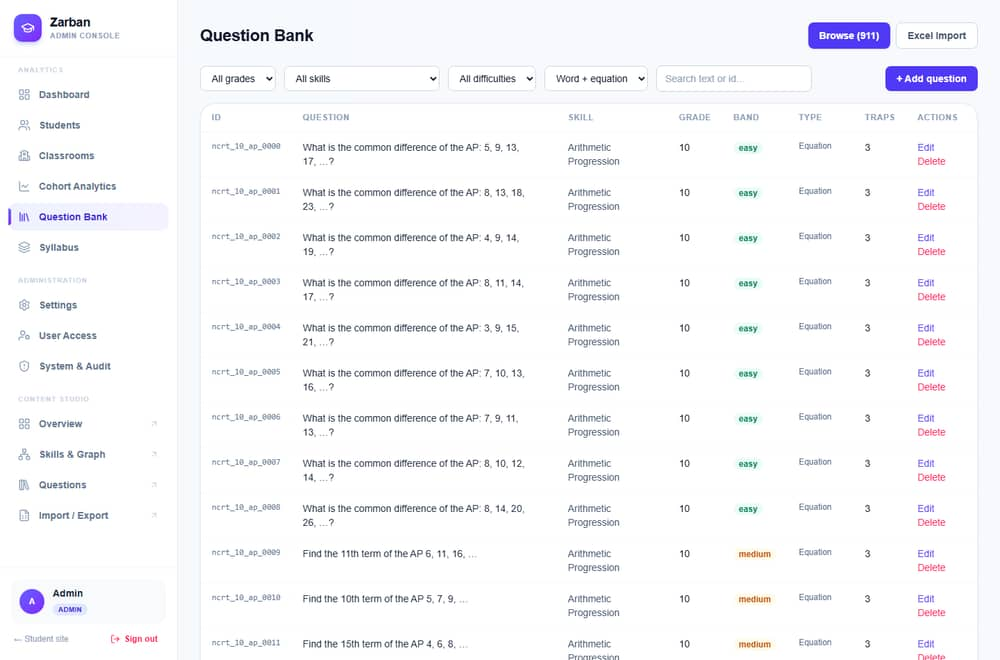 Zarban
ADMIN CONSOLE
ANALYTICS
Dashboard
Students
Classrooms
Cohort Analytics
Question Bank
Syllabus
ADMINISTRATION
Settings
User Access
System & Audit
CONTENT STUDIO
Overview
Skills & Graph
Questions
Import / Export
A
Admin
ADMIN
← Student site
Sign out
Question Bank
Browse (911)
Excel Import
All grades
All skills
All difficulties
Word + equation
Search text or id…
+ Add question
ID QUESTION SKILL GRADE BAND TYPE TRAPS ACTIONS
ncrt_10_ap_0000 What is the common difference of the AP: 5, 9, 13, Arithmetic 10 easy Equation 3 Edit
17, …? Progression Delete
ncrt_10_ap_0001 What is the common difference of the AP: 8, 13, 18, Arithmetic 10 easy Equation 3 Edit
23, …? Progression Delete
ncrt_10_ap_0002 What is the common difference of the AP: 4, 9, 14, Arithmetic 10 easy Equation 3 Edit
19, …? Progression Delete
ncrt_10_ap_0003 What is the common difference of the AP: 8, 11, 14, Arithmetic 10 easy Equation 3 Edit
17, …? Progression Delete
ncrt_10_ap_0004 What is the common difference of the AP: 3, 9, 15, Arithmetic 10 easy Equation 3 Edit
21, …? Progression Delete
ncrt_10_ap_0005 What is the common difference of the AP: 7, 10, 13, Arithmetic 10 easy Equation 3 Edit
16, …? Progression Delete
ncrt_10_ap_0006 What is the common difference of the AP: 7, 9, 11, Arithmetic 10 easy Equation 3 Edit
13, …? Progression Delete
ncrt_10_ap_0007 What is the common difference of the AP: 8, 10, 12, Arithmetic 10 easy Equation 3 Edit
14, …? Progression Delete
ncrt_10_ap_0008 What is the common difference of the AP: 8, 14, 20, Arithmetic 10 easy Equation 3 Edit
26, …? Progression Delete
ncrt_10_ap_0009 Find the 11th term of the AP 6, 11, 16, … Arithmetic 10 medium Equation 3 Edit
Progression Delete
ncrt_10_ap_0010 Find the 10th term of the AP 5, 7, 9, … Arithmetic 10 medium Equation 3 Edit
Progression Delete
ncrt_10_ap_0011 Find the 15th term of the AP 4, 6, 8, … Arithmetic 10 medium Equation 3 Edit
Progression Delete